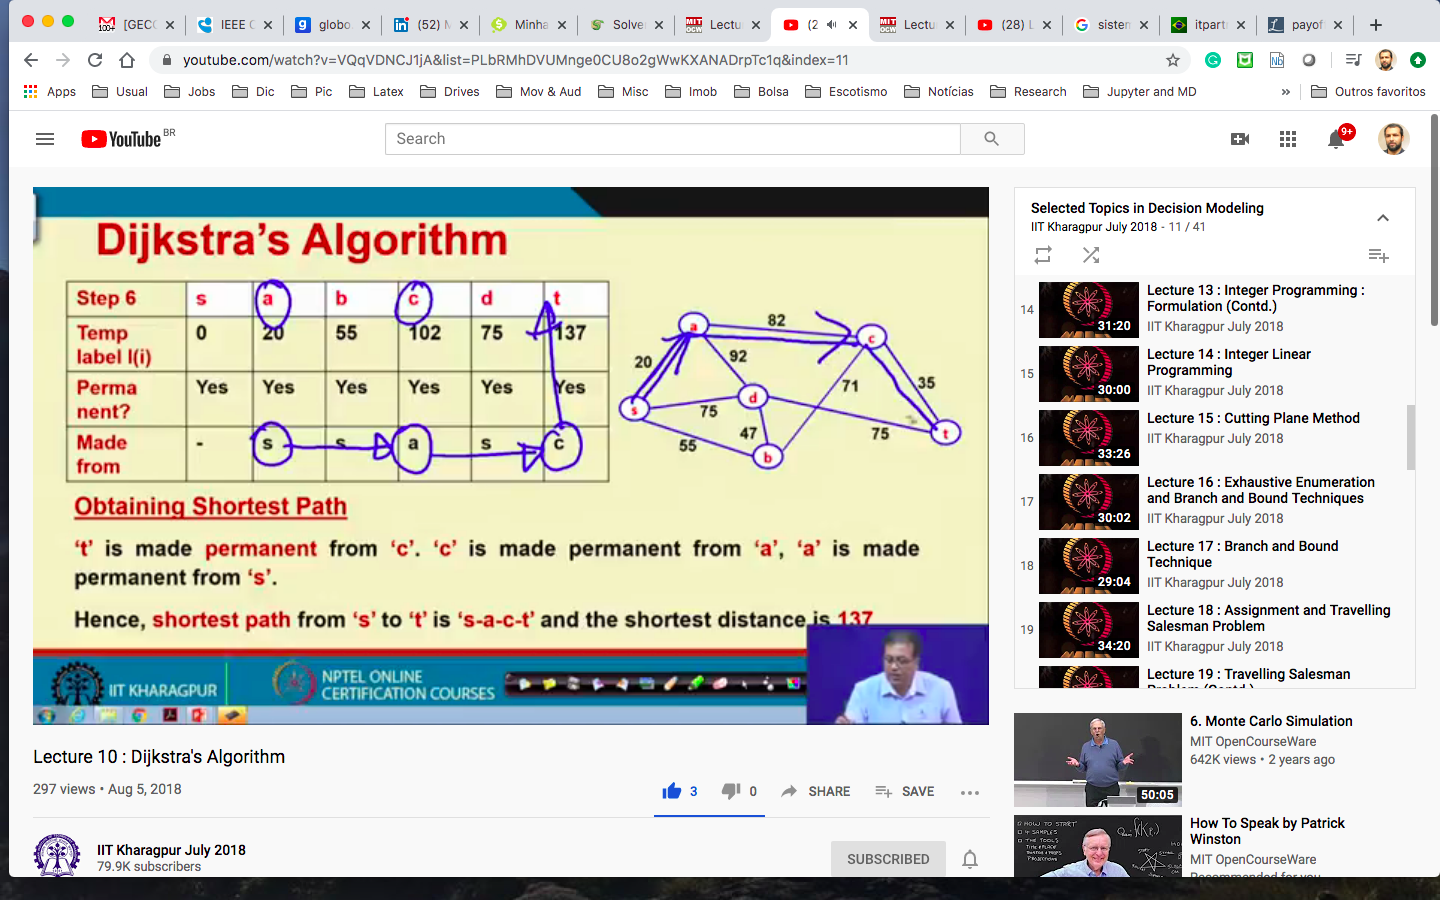 [GECC
IEEE C
globo.
(52) M
Minha
Solve
Lectu
(2
Lectu
(28) L
sistem
itpart
payof
youtube.com/watch?v=VQqVDNCJ1jA&list=PLbRMhDVUMnge0CU8o2gWwKXANADrpTc1q&index=11
Apps Usual Jobs Dic Pic Latex Drives Mov & Aud Misc Imob Bolsa Escotismo Notícias Research Jupyter and MD » Outros favoritos
YouTube BR
Search
9+
Dijkstra's Algorithm
Step 6 s a b c d t
Temp label l(i) 0 20 55 102 75 137
Perma nent? Yes Yes Yes Yes Yes Yes
Made from - s s a s c
a 82 c
20 92 71 35
s 75 d 75 t
55 47 b
Obtaining Shortest Path
't' is made permanent from 'c'. 'c' is made permanent from 'a', 'a' is made
permanent from 's'.
Hence, shortest path from 's' to 't' is 's-a-c-t' and the shortest distance is 137
IIT KHARAGPUR
NPTEL ONLINE
CERTIFICATION COURSES
Lecture 10 : Dijkstra's Algorithm
297 views • Aug 5, 2018
3 0 SHARE SAVE
IIT Kharagpur July 2018
79.9K subscribers
SUBSCRIBED
Selected Topics in Decision Modeling
IIT Kharagpur July 2018 - 11 / 41
14
31:20
Lecture 13 : Integer Programming :
Formulation (Contd.)
IIT Kharagpur July 2018
15
30:00
Lecture 14 : Integer Linear
Programming
IIT Kharagpur July 2018
16
33:26
Lecture 15 : Cutting Plane Method
IIT Kharagpur July 2018
17
30:02
Lecture 16 : Exhaustive Enumeration
and Branch and Bound Techniques
IIT Kharagpur July 2018
18
29:04
Lecture 17 : Branch and Bound
Technique
IIT Kharagpur July 2018
19
34:20
Lecture 18 : Assignment and Travelling
Salesman Problem
IIT Kharagpur July 2018
Lecture 19 : Travelling Salesman
Problem (Contd.)
50:05
6. Monte Carlo Simulation
MIT OpenCourseWare
642K views • 2 years ago
How To Speak by Patrick
Winston
MIT OpenCourseWare
Recommended for you